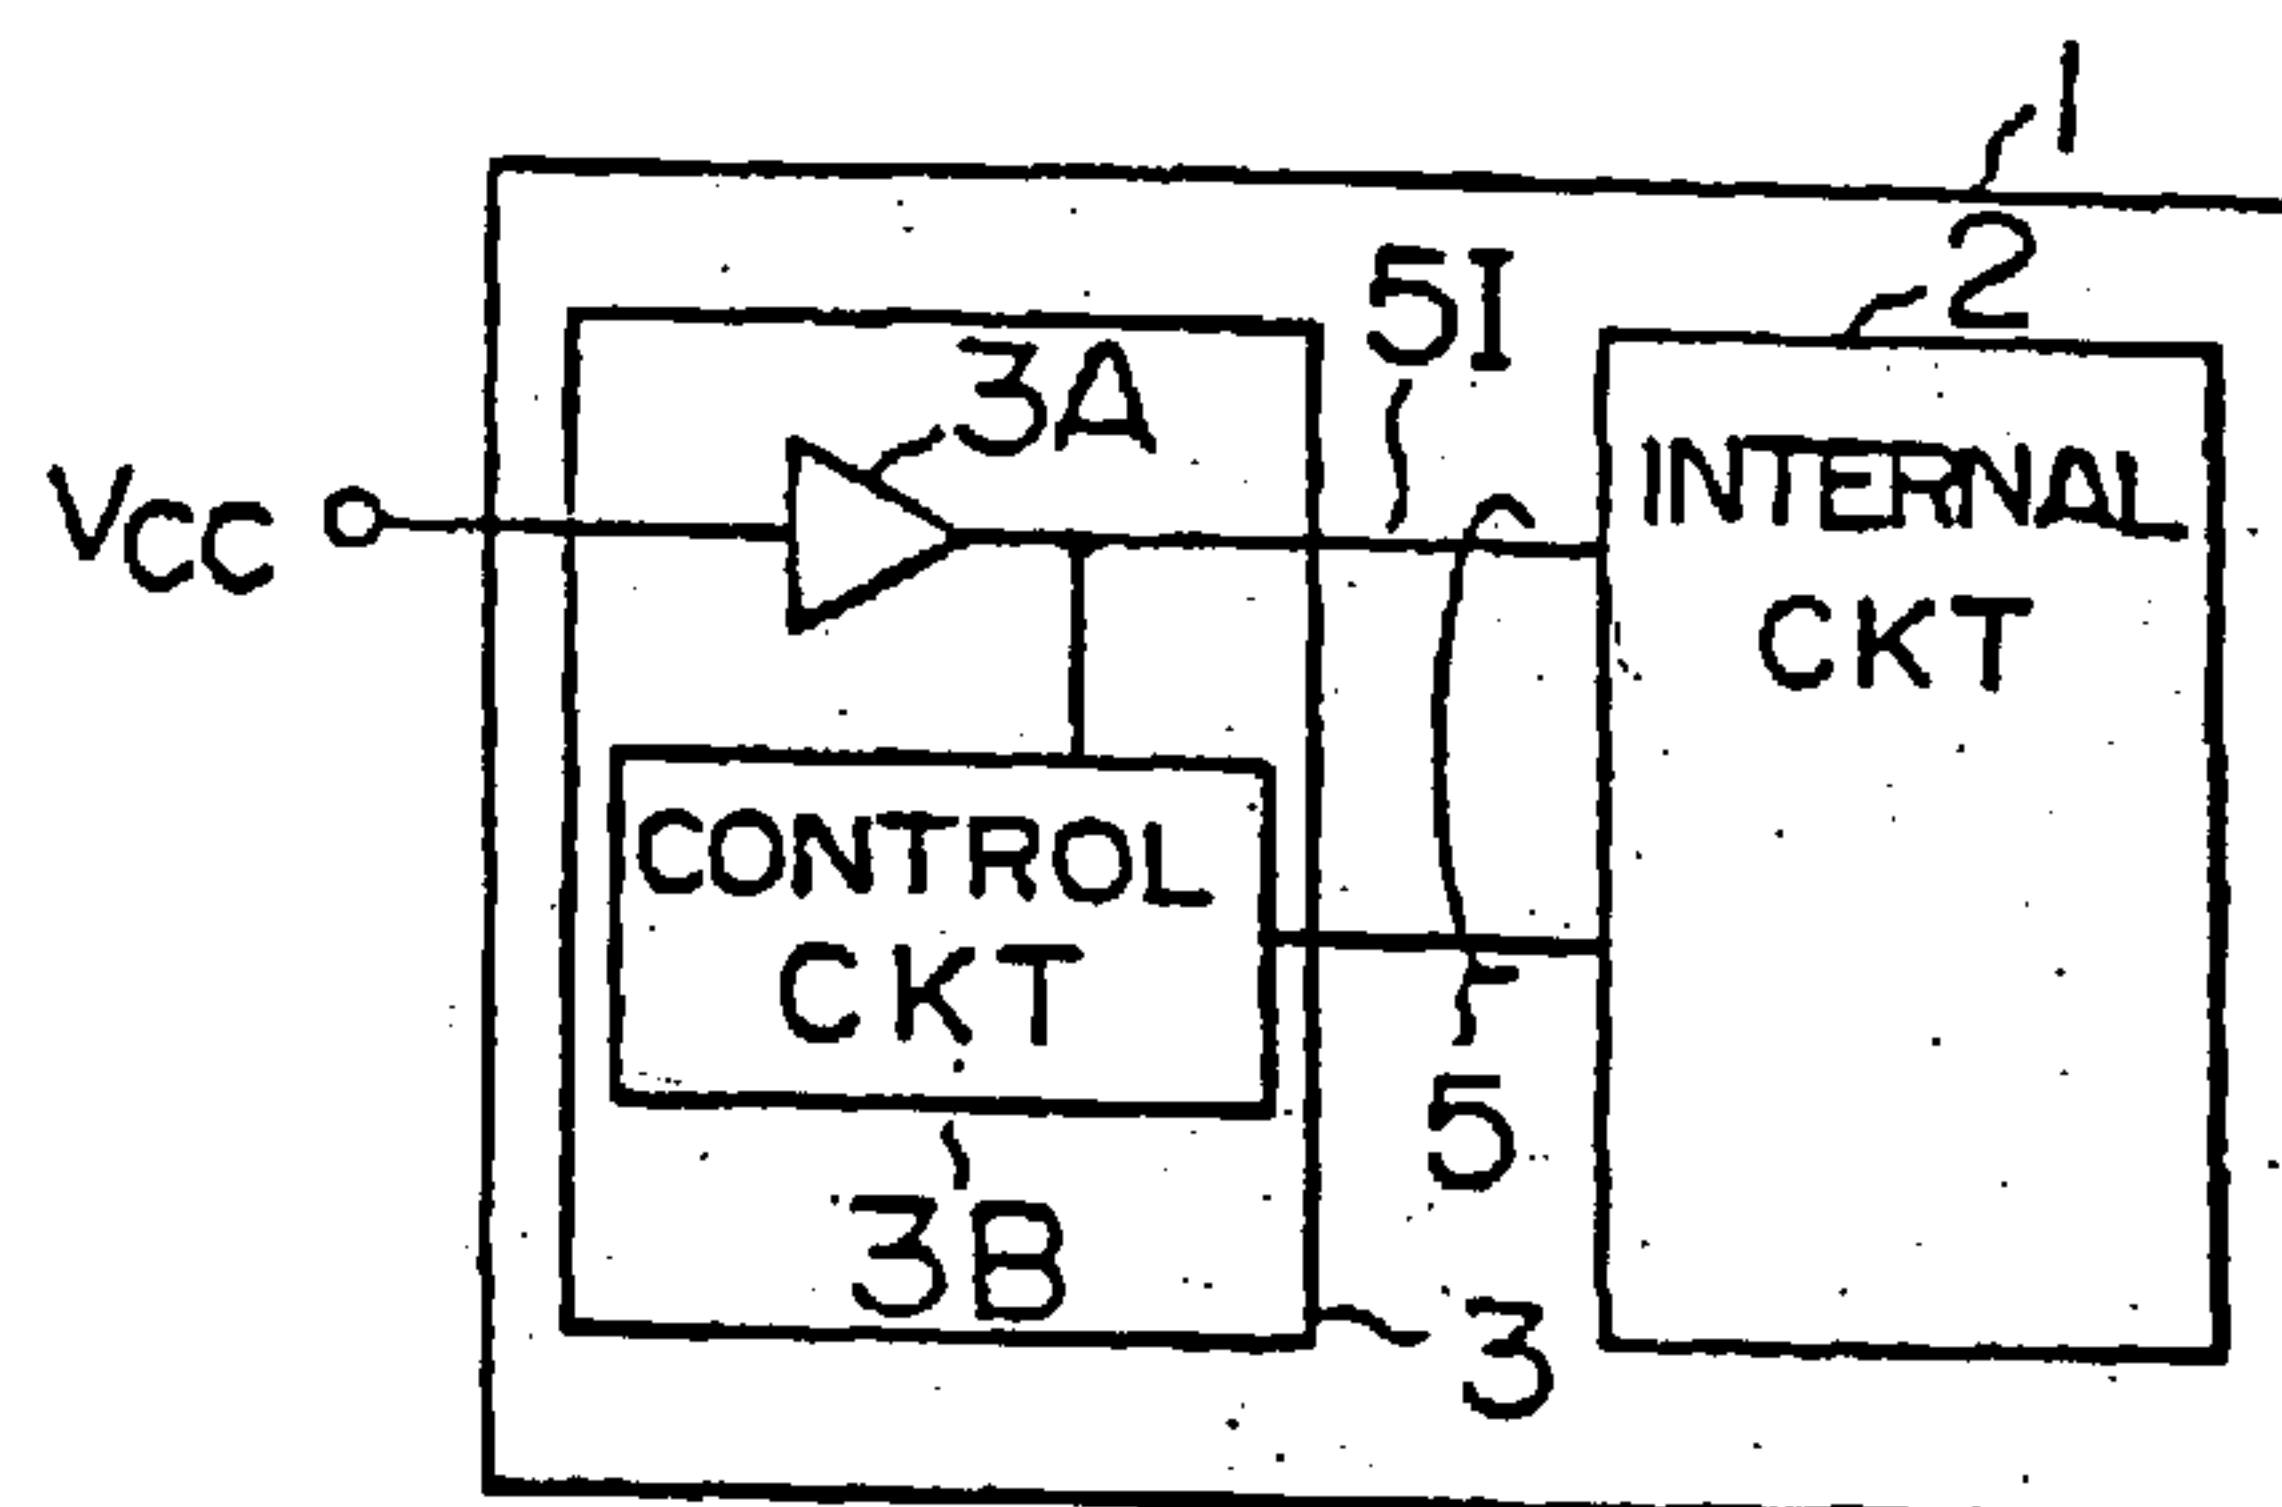 1
2
5I
3A
VCC
INTERNAL
CKT
CONTROL
CKT
5
3B
3